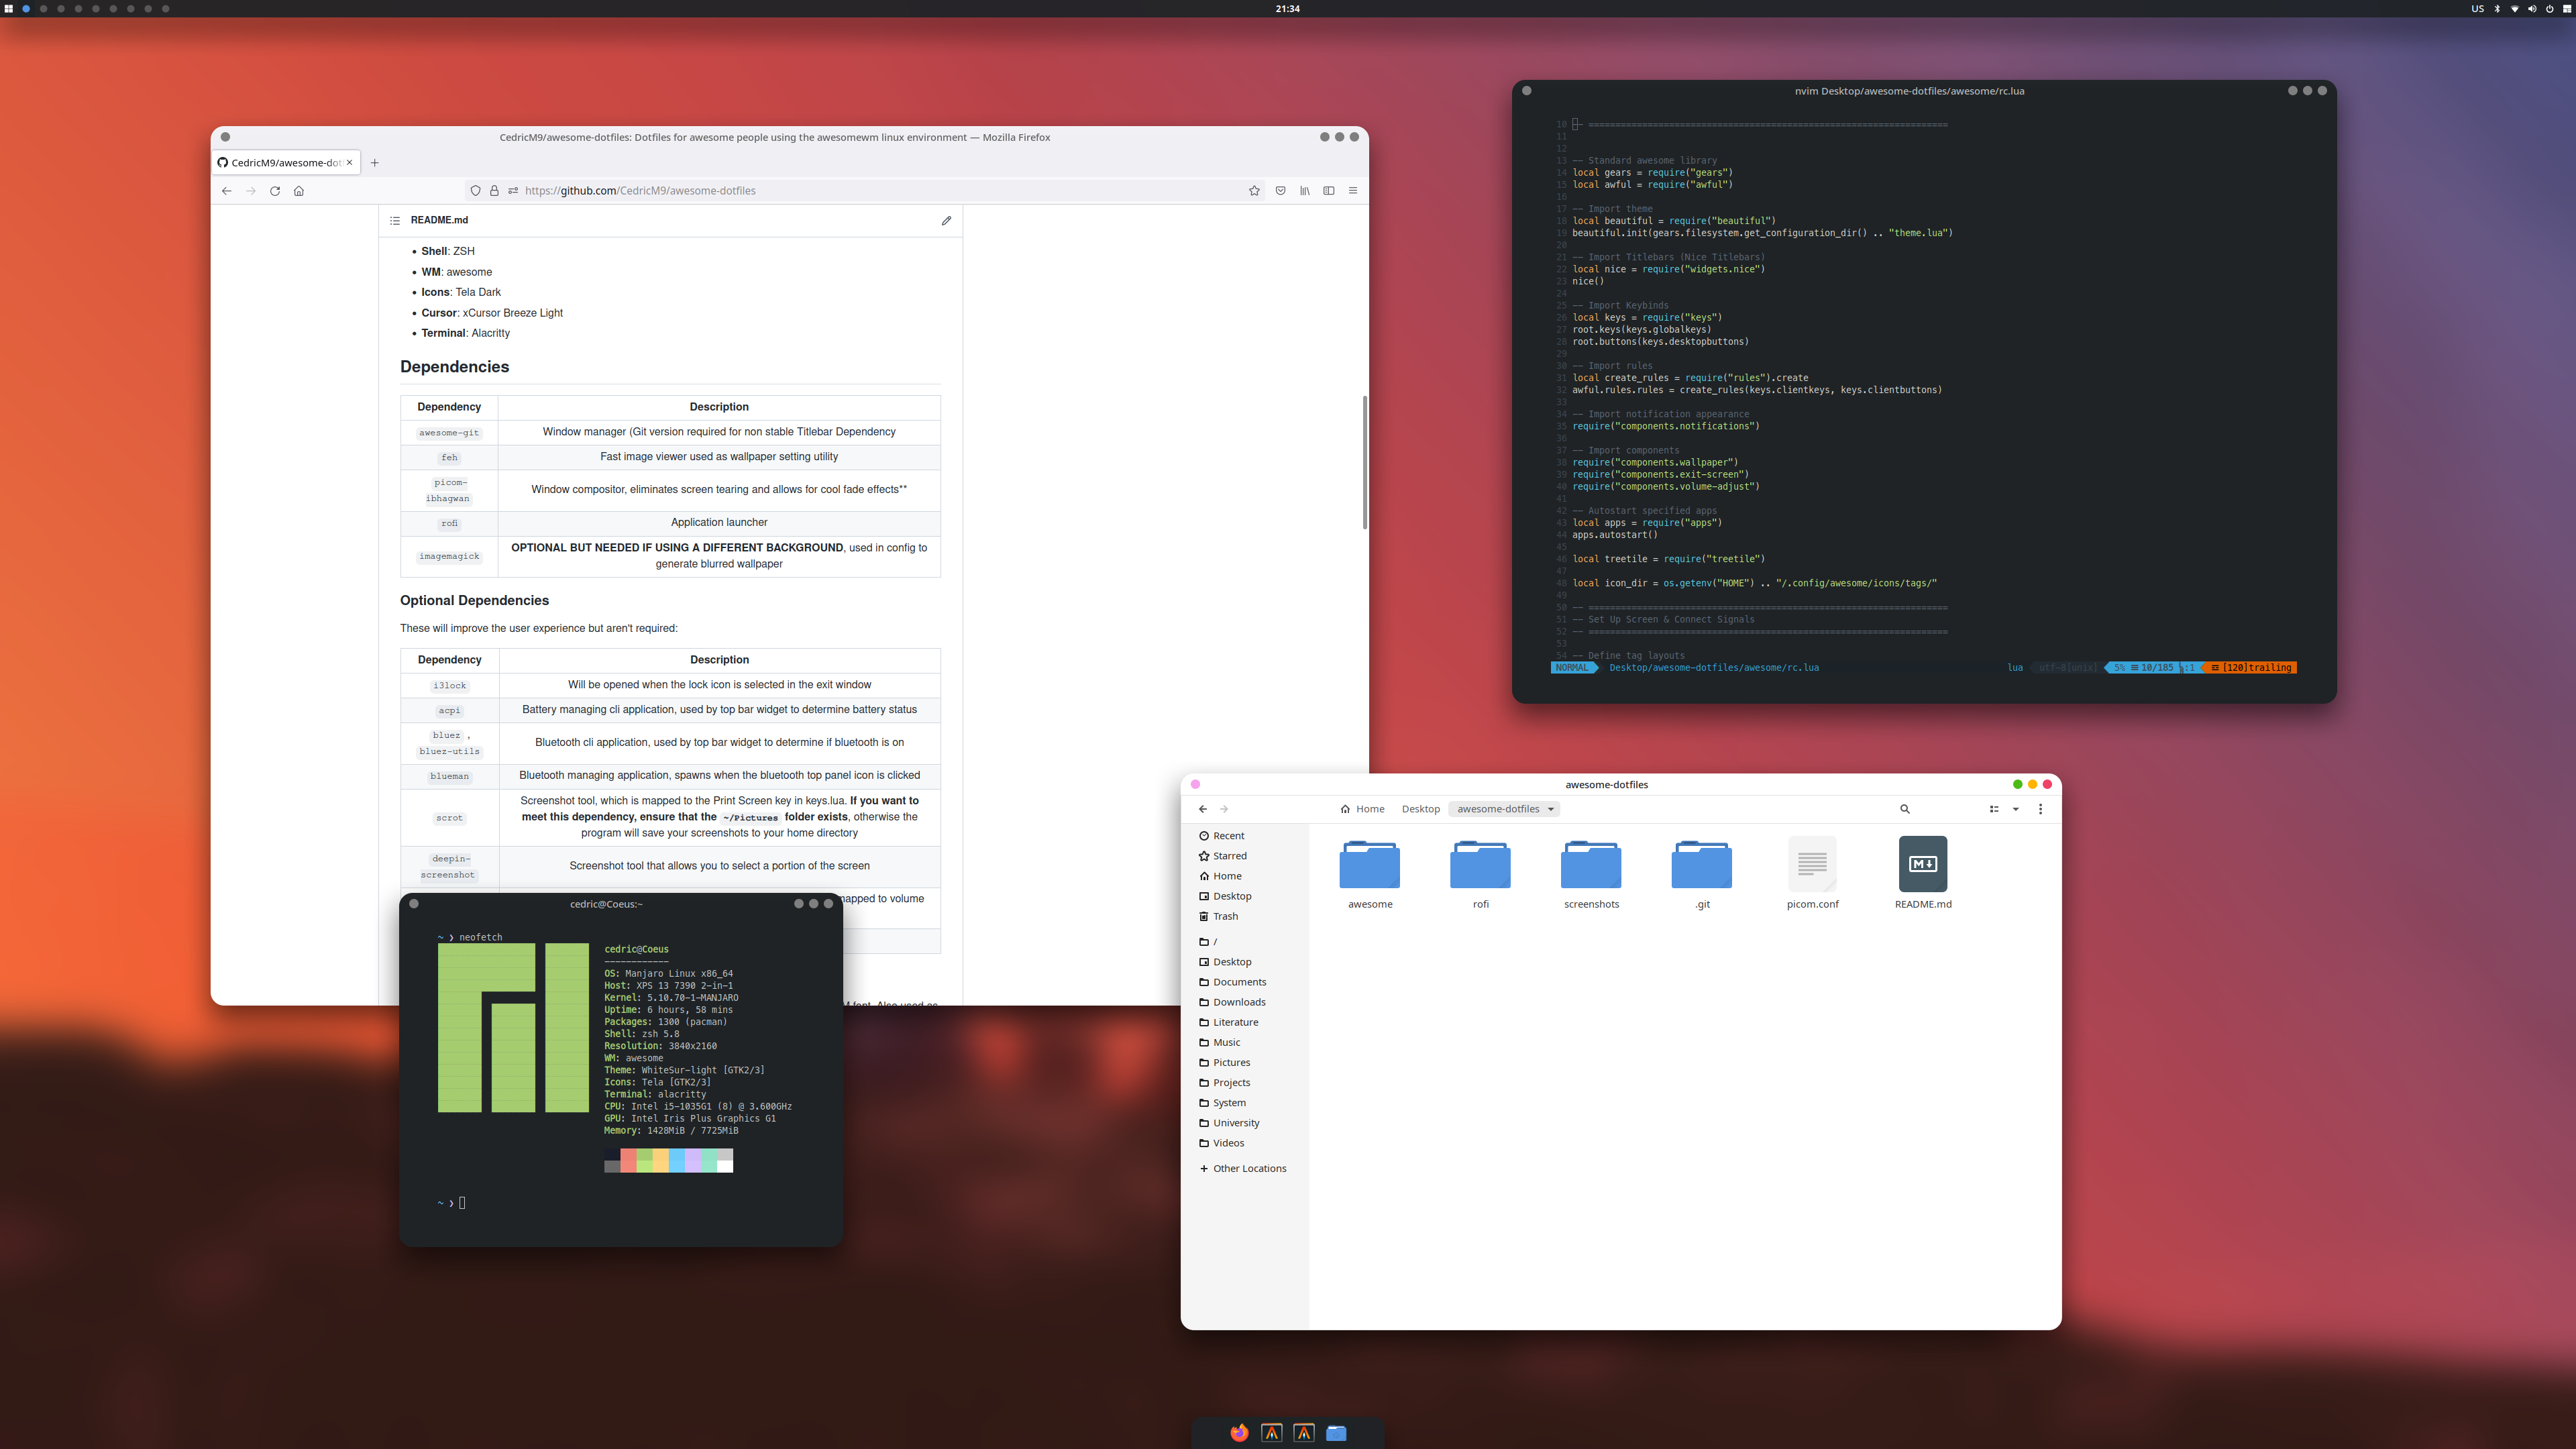 21:34
US
CedricM9/awesome-dotfiles: Dotfiles for awesome people using the awesomewm linux environment — Mozilla Firefox
CedricM9/awesome-dot
https://github.com/CedricM9/awesome-dotfiles
README.md
Shell: ZSH
WM: awesome
Icons: Tela Dark
Cursor: xCursor Breeze Light
Terminal: Alacritty
Dependencies
Dependency Description
awesome-git Window manager (Git version required for non stable Titlebar Dependency
feh Fast image viewer used as wallpaper setting utility
picom-
ibhagwan Window compositor, eliminates screen tearing and allows for cool fade effects**
rofi Application launcher
imagemagick OPTIONAL BUT NEEDED IF USING A DIFFERENT BACKGROUND, used in config to
generate blurred wallpaper
Optional Dependencies
These will improve the user experience but aren't required:
Dependency Description
i3lock Will be opened when the lock icon is selected in the exit window
acpi Battery managing cli application, used by top bar widget to determine battery status
bluez ,
bluez-utils Bluetooth cli application, used by top bar widget to determine if bluetooth is on
blueman Bluetooth managing application, spawns when the bluetooth top panel icon is clicked
scrot Screenshot tool, which is mapped to the Print Screen key in keys.lua. If you want to
meet this dependency, ensure that the ~/Pictures folder exists, otherwise the
program will save your screenshots to your home directory
deepin-
screenshot Screenshot tool that allows you to select a portion of the screen
mapped to volume
font. Also used as
cedric@Coeus:~
~ ❯ neofetch
cedric@Coeus
------------
OS: Manjaro Linux x86_64
Host: XPS 13 7390 2-in-1
Kernel: 5.10.70-1-MANJARO
Uptime: 6 hours, 58 mins
Packages: 1300 (pacman)
Shell: zsh 5.8
Resolution: 3840x2160
WM: awesome
Theme: WhiteSur-light [GTK2/3]
Icons: Tela [GTK2/3]
Terminal: alacritty
CPU: Intel i5-1035G1 (8) @ 3.600GHz
GPU: Intel Iris Plus Graphics G1
Memory: 1428MiB / 7725MiB
~ ❯
nvim Desktop/awesome-dotfiles/awesome/rc.lua
10 -- ===================================================================
11
12
13 -- Standard awesome library
14 local gears = require("gears")
15 local awful = require("awful")
16
17 -- Import theme
18 local beautiful = require("beautiful")
19 beautiful.init(gears.filesystem.get_configuration_dir() .. "theme.lua")
20
21 -- Import Titlebars (Nice Titlebars)
22 local nice = require("widgets.nice")
23 nice()
24
25 -- Import Keybinds
26 local keys = require("keys")
27 root.keys(keys.globalkeys)
28 root.buttons(keys.desktopbuttons)
29
30 -- Import rules
31 local create_rules = require("rules").create
32 awful.rules.rules = create_rules(keys.clientkeys, keys.clientbuttons)
33
34 -- Import notification appearance
35 require("components.notifications")
36
37 -- Import components
38 require("components.wallpaper")
39 require("components.exit-screen")
40 require("components.volume-adjust")
41
42 -- Autostart specified apps
43 local apps = require("apps")
44 apps.autostart()
45
46 local treetile = require("treetile")
47
48 local icon_dir = os.getenv("HOME") .. "/.config/awesome/icons/tags/"
49
50 -- ===================================================================
51 -- Set Up Screen & Connect Signals
52 -- ===================================================================
53
54 -- Define tag layouts
NORMAL Desktop/awesome-dotfiles/awesome/rc.lua lua utf-8[unix] 5% 10/185 :1 [120]trailing
awesome-dotfiles
Home Desktop awesome-dotfiles
Recent
Starred
Home
Desktop
Trash
/
Desktop
Documents
Downloads
Literature
Music
Pictures
Projects
System
University
Videos
Other Locations
awesome rofi screenshots .git picom.conf README.md